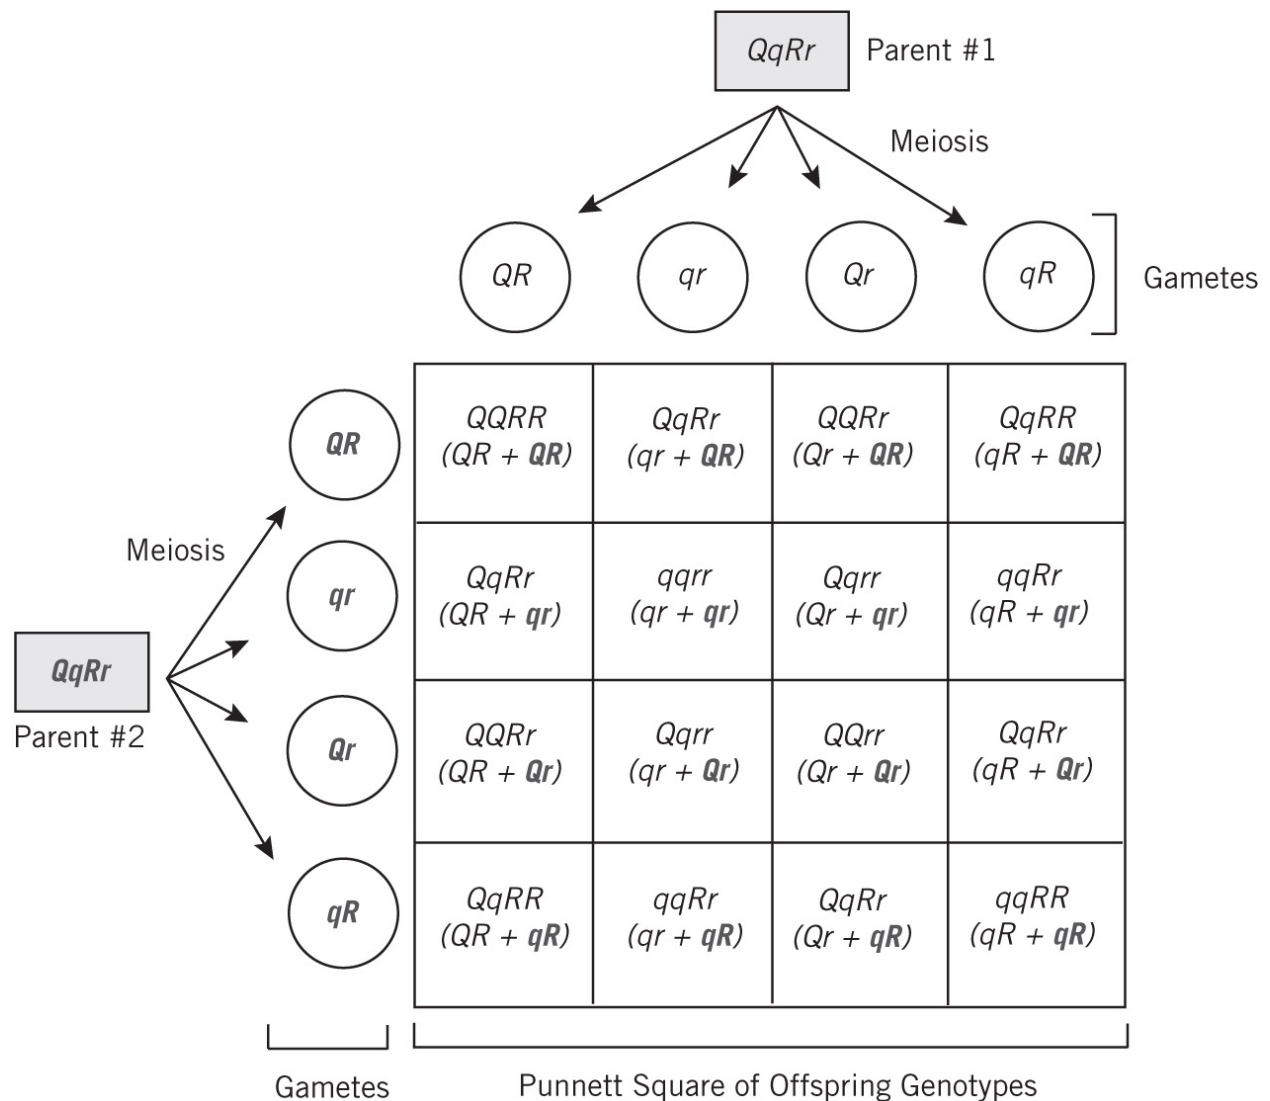 QqRr Parent #1
Meiosis
QR qr Qr qR Gametes
QR
QQRR QqRr QQRr QqRR
(QR + QR) (qr + QR) (Qr + QR) (qR + QR)
Meiosis
qr
QqRr qqrr Qqrr qqRr
(QR + qr) (qr + qr) (Qr + qr) (qR + qr)
QqRr
Parent #2
Qr
QQRr Qqrr QQrr QqRr
(QR + Qr) (qr + Qr) (Qr + Qr) (qR + Qr)
qR
QqRR qqRr QqRr qqRR
(QR + qR) (qr + qR) (Qr + qR) (qR + qR)
Gametes Punnett Square of Offspring Genotypes